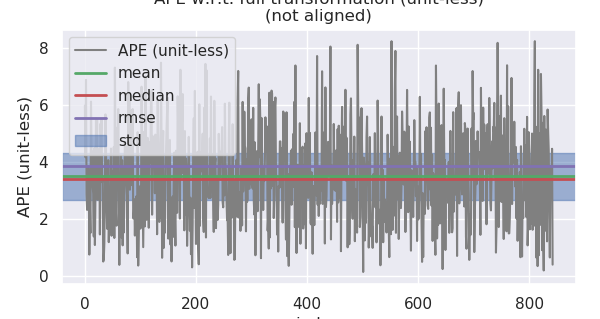 APE w.r.t. full transformation (unit-less)
(not aligned)
APE (unit-less)
8
6
4
2
0
APE (unit-less)
mean
median
rmse
std
0
200
400
600
800